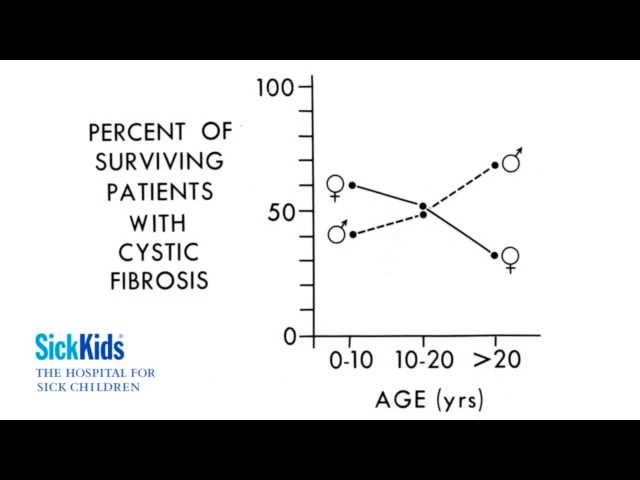 PERCENT OF
SURVIVING
PATIENTS
WITH
CYSTIC
FIBROSIS
100
50
0
♀
♂
♂
♀
0-10 10-20 >20
AGE (yrs)
SickKids®
THE HOSPITAL FOR
SICK CHILDREN